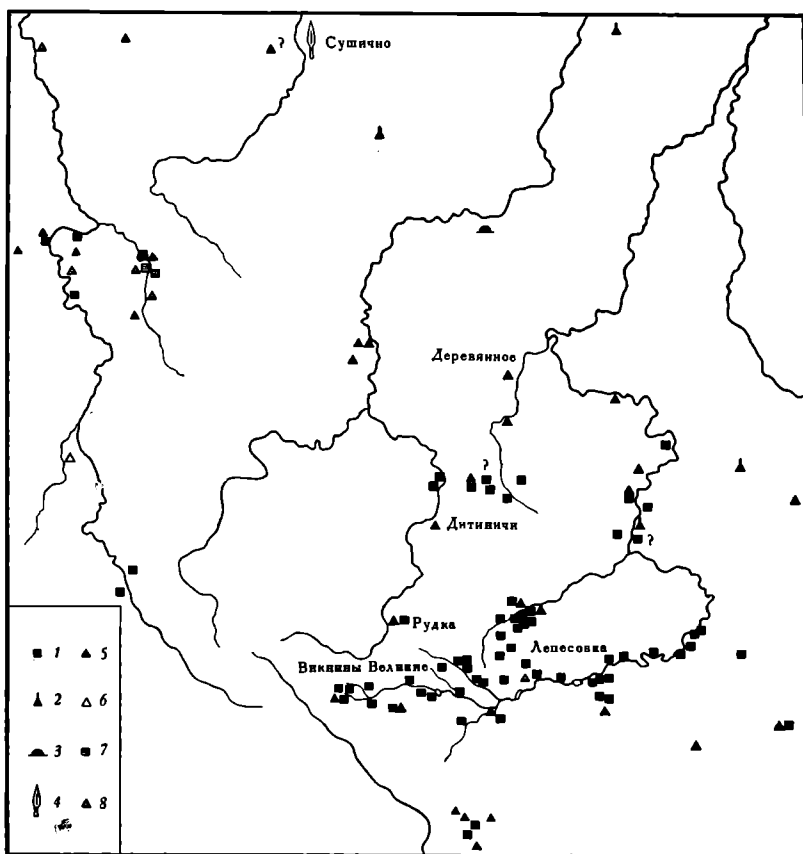 ?
Сушично
Деревянное
?
Дитиничи
?
Рудка
Лепесовка
Викнины Великие
1 5
2 6
3 7
4 8